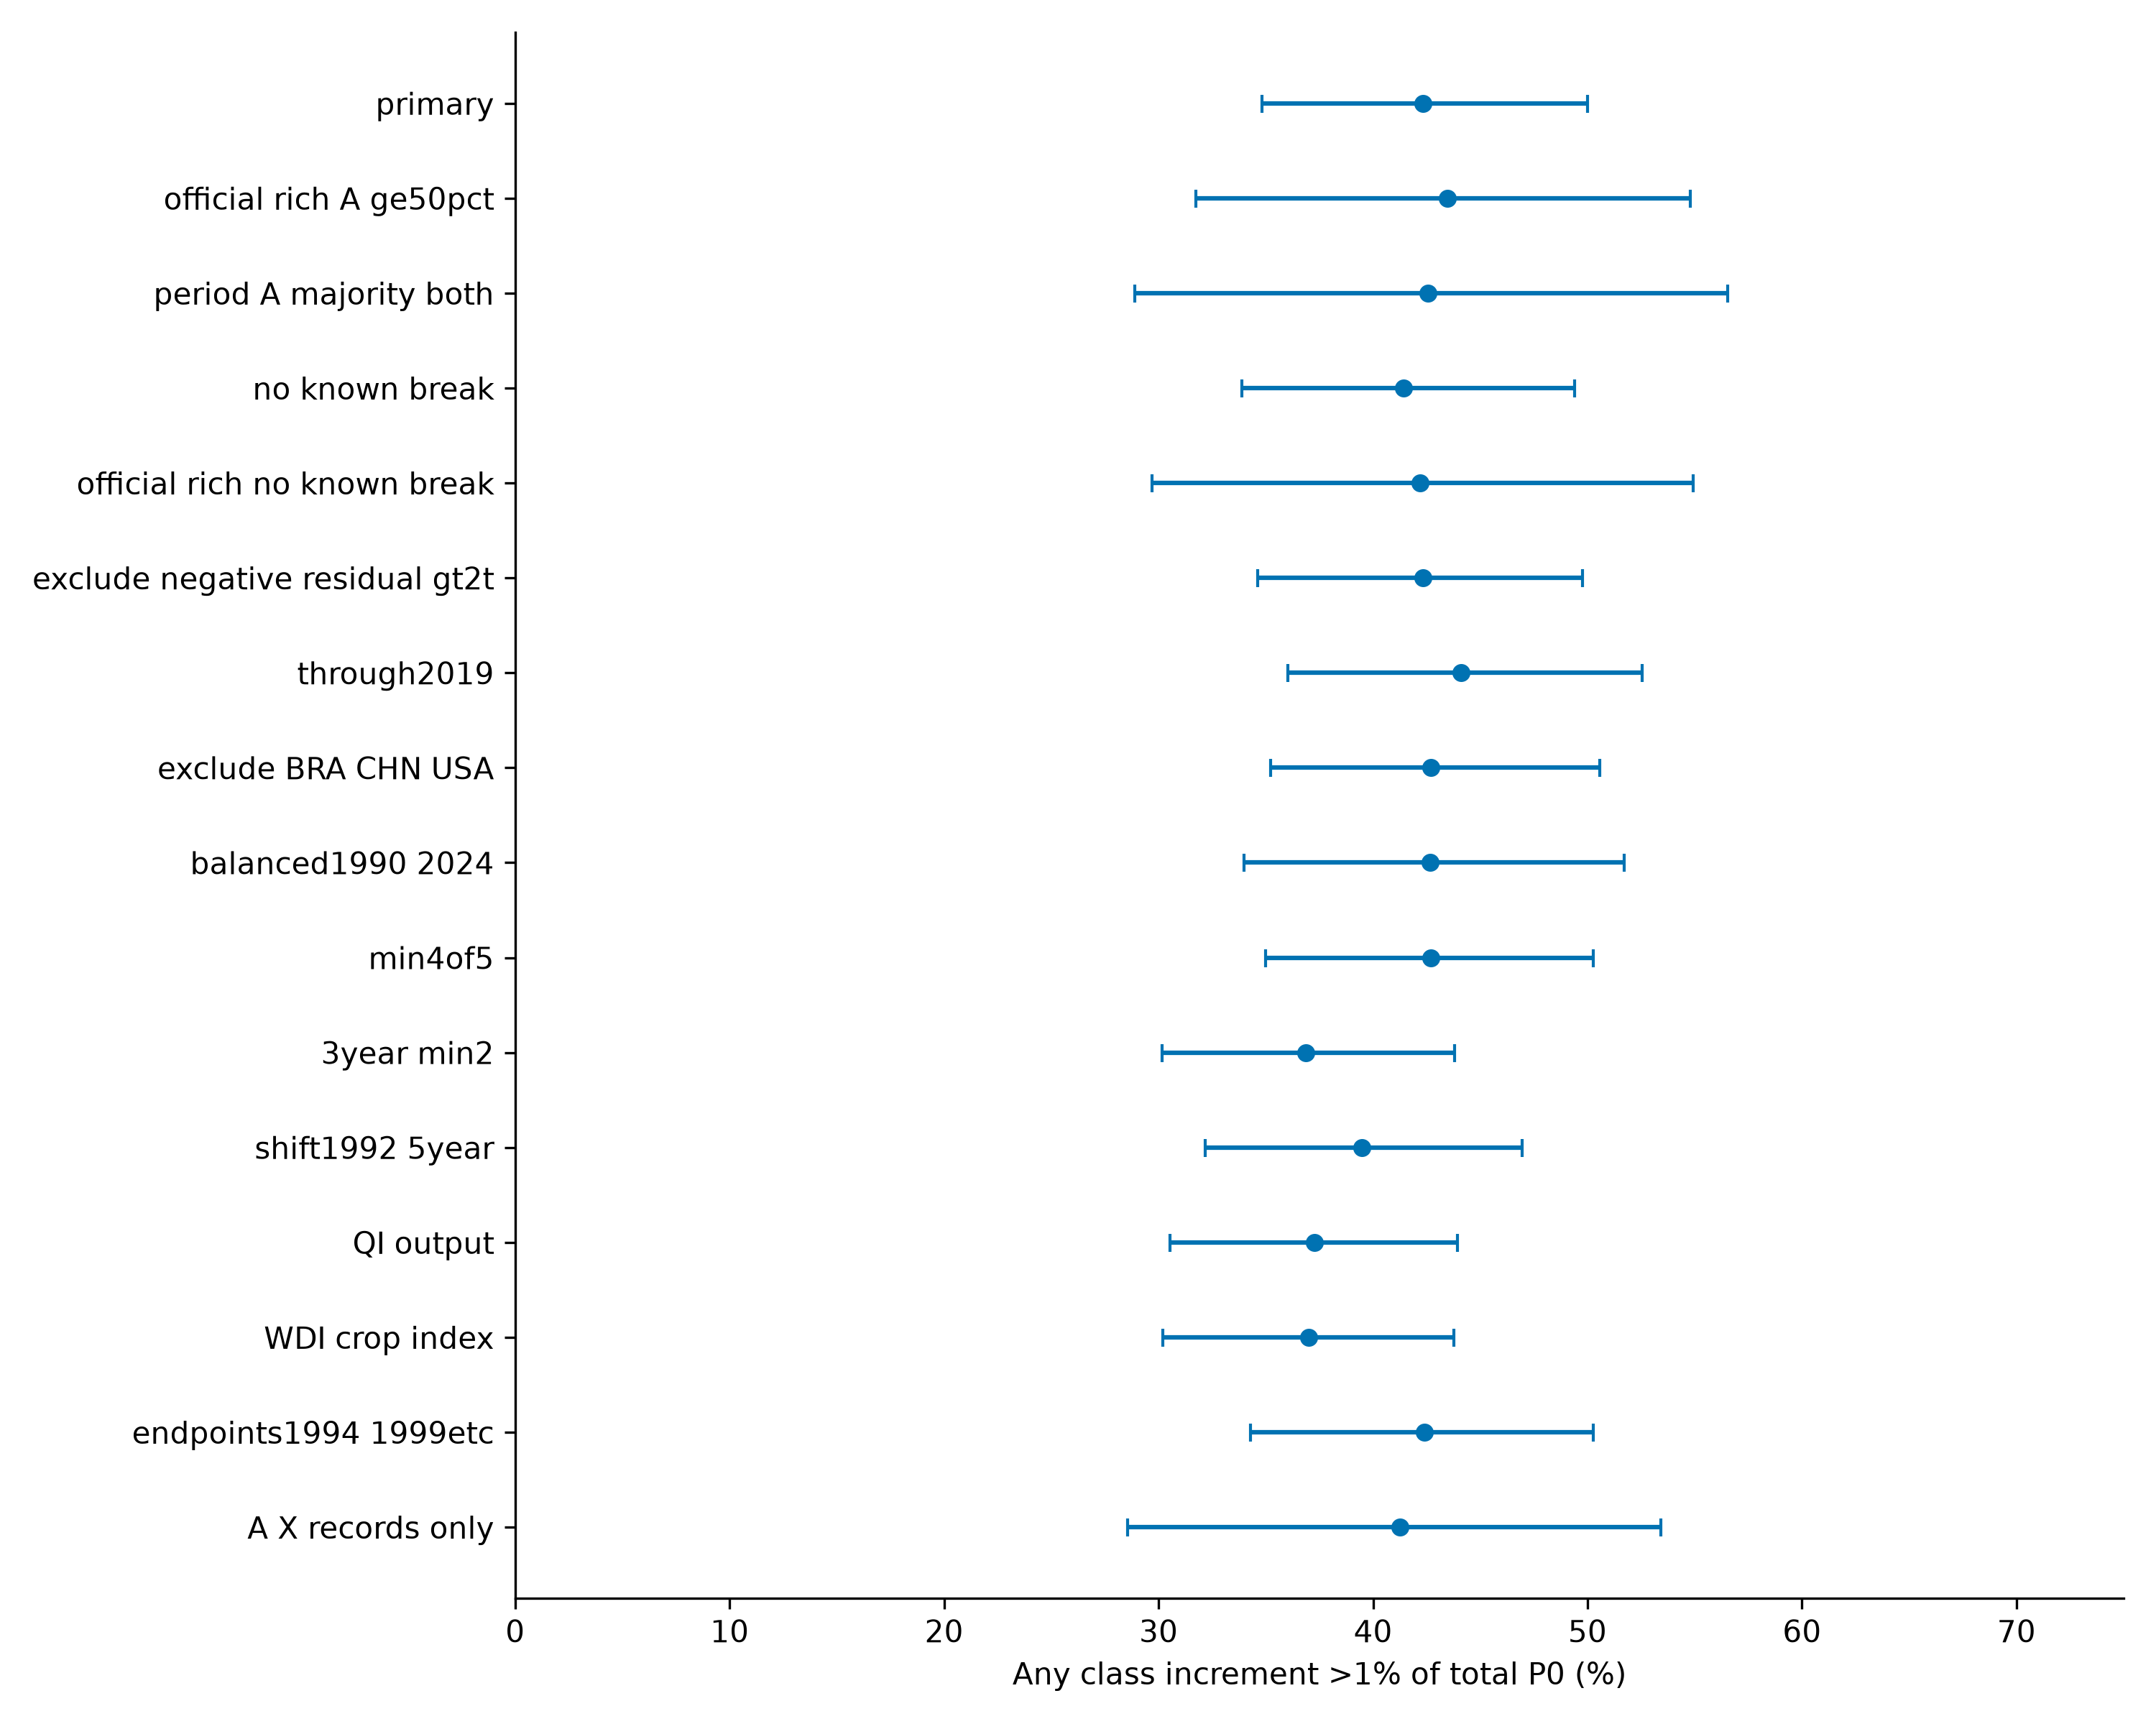 primary
official rich A ge50pct
period A majority both
no known break
official rich no known break
exclude negative residual gt2t
through2019
exclude BRA CHN USA
balanced1990 2024
min4of5
3year min2
shift1992 5year
QI output
WDI crop index
endpoints1994 1999etc
A X records only
0 10 20 30 40 50 60 70
Any class increment >1% of total P0 (%)